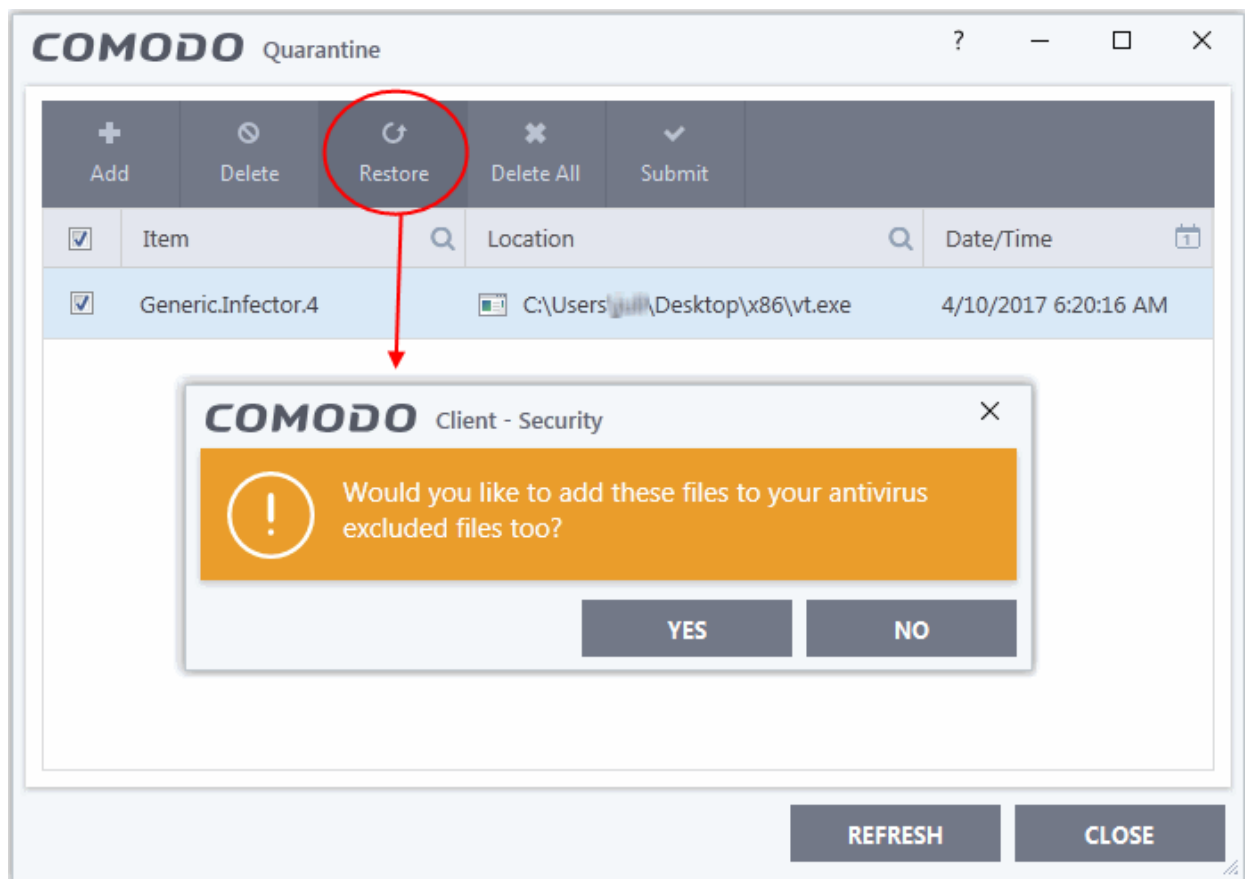 COMODO Quarantine
?
Add Delete Restore Delete All Submit
Item Location Date/Time
1
Generic.Infector.4 C:\Users\ \Desktop\x86\vt.exe 4/10/2017 6:20:16 AM
COMODO Client - Security
!
Would you like to add these files to your antivirus
excluded files too?
YES NO
REFRESH CLOSE